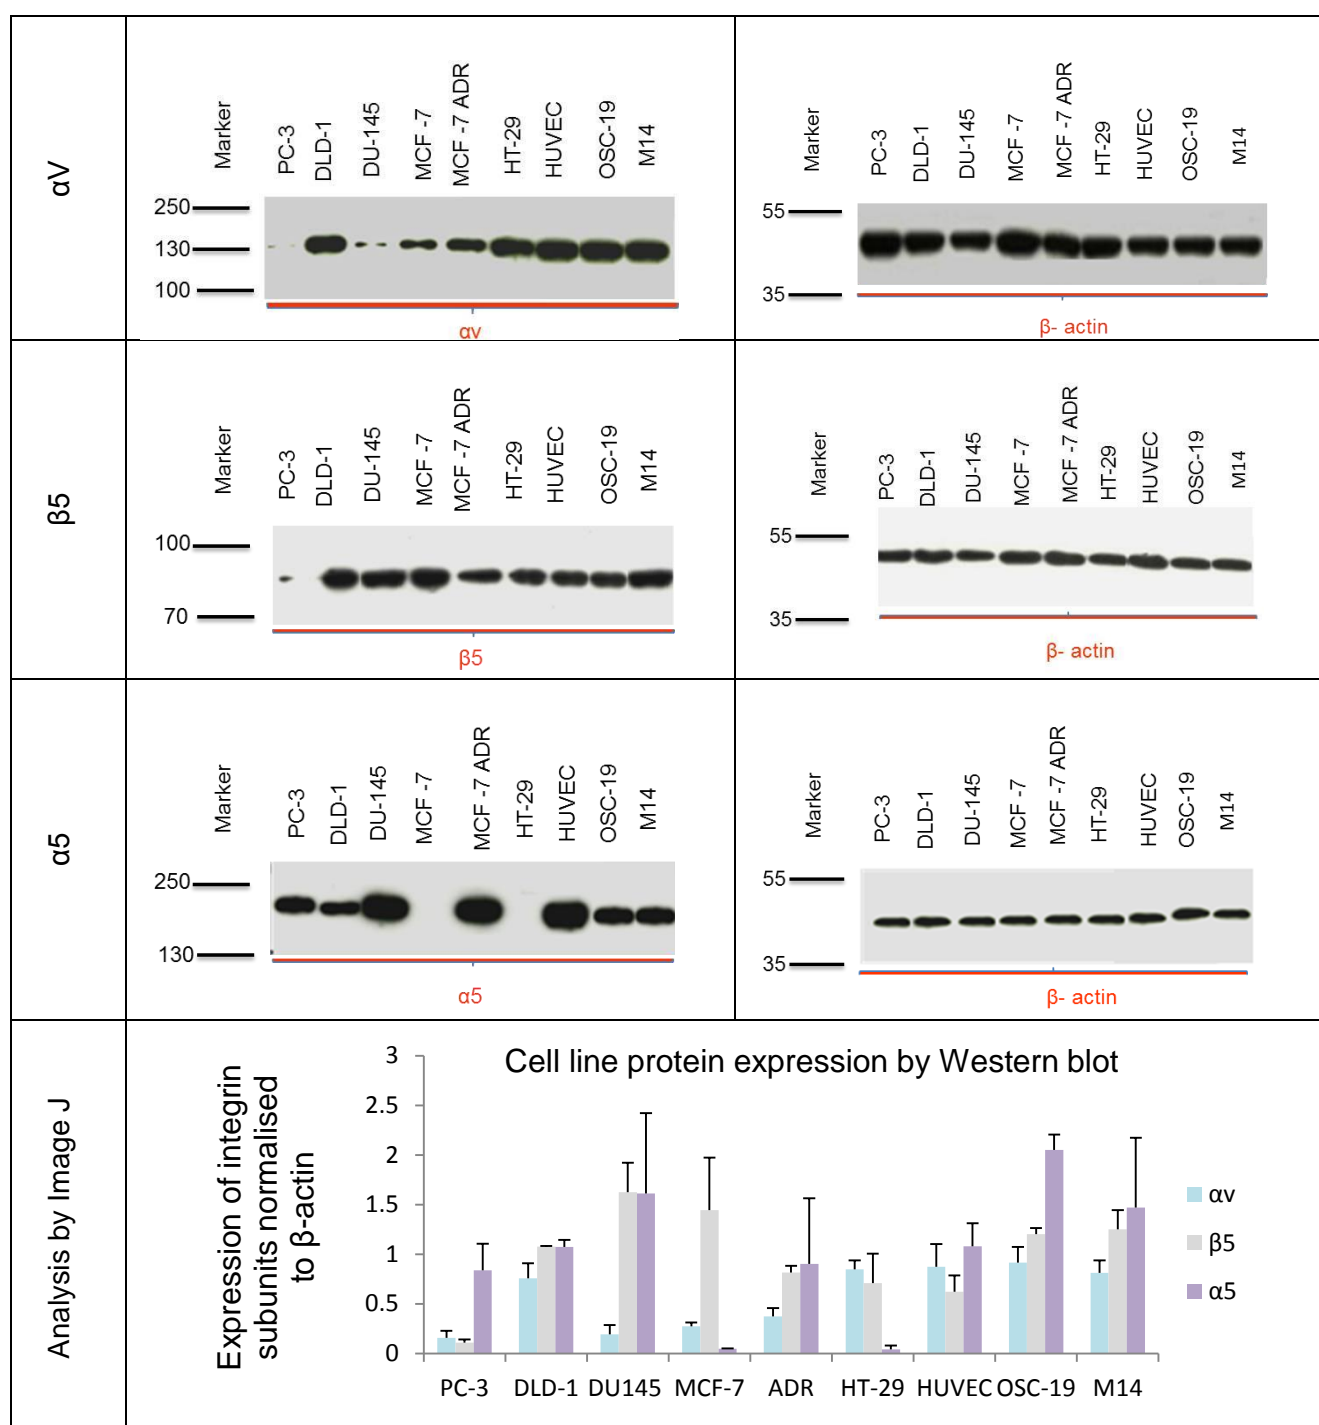 αV
Marker
PC-3
DLD-1
DU-145
MCF -7
MCF -7 ADR
HT-29
HUVEC
OSC-19
M14
250
130
100
αv
Marker
PC-3
DLD-1
DU-145
MCF -7
MCF -7 ADR
HT-29
HUVEC
OSC-19
M14
55
35
β- actin
β5
Marker
PC-3
DLD-1
DU-145
MCF -7
MCF -7 ADR
HT-29
HUVEC
OSC-19
M14
100
70
β5
Marker
PC-3
DLD-1
DU-145
MCF -7
MCF -7 ADR
HT-29
HUVEC
OSC-19
M14
55
35
β- actin
α5
Marker
PC-3
DLD-1
DU-145
MCF -7
MCF -7 ADR
HT-29
HUVEC
OSC-19
M14
250
130
α5
Marker
PC-3
DLD-1
DU-145
MCF -7
MCF -7 ADR
HT-29
HUVEC
OSC-19
M14
55
35
β- actin
Analysis by Image J
Cell line protein expression by Western blot
Expression of integrin
subunits normalised
to β-actin
3
2.5
2
1.5
1
0.5
0
PC-3 DLD-1 DU145 MCF-7 ADR HT-29 HUVEC OSC-19 M14
αv
β5
α5